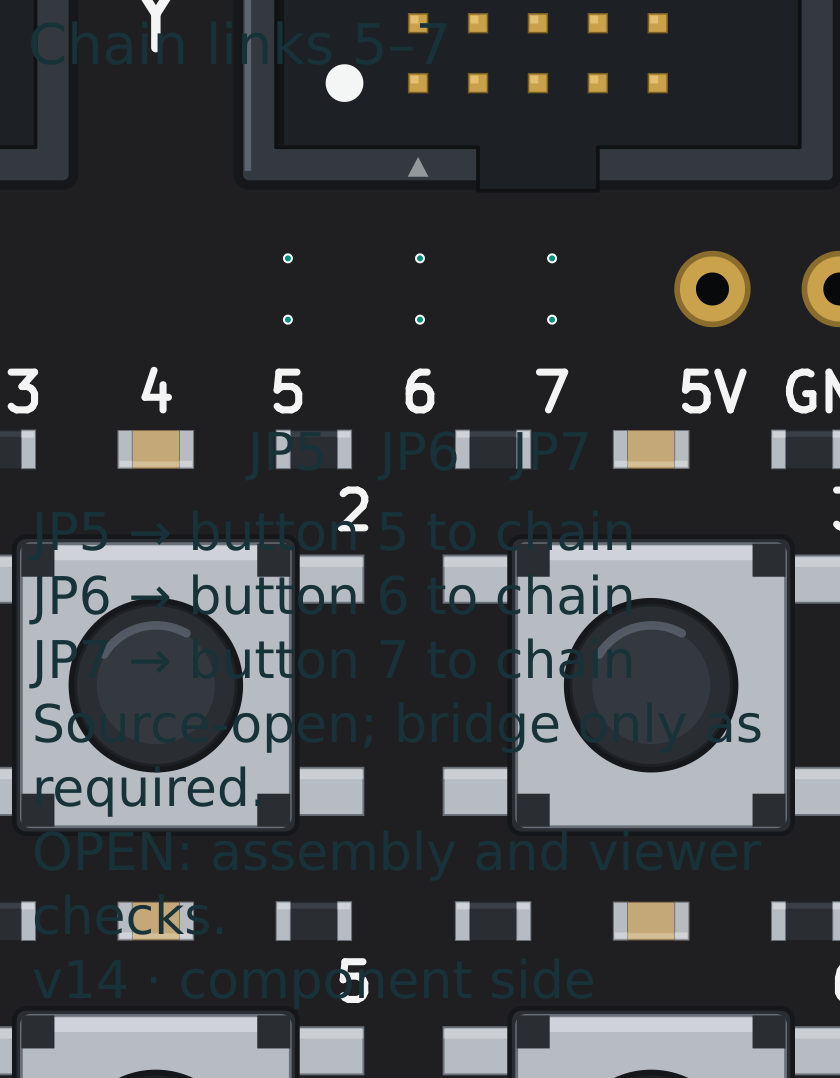 Y
Chain links 5–7
3 4 5 6 7 5V GN
JP5 JP6 JP7
2 3
JP5 → button 5 to chain
JP6 → button 6 to chain
JP7 → button 7 to chain
Source-open; bridge only as
required.
OPEN: assembly and viewer
checks.
v14 · component side
5